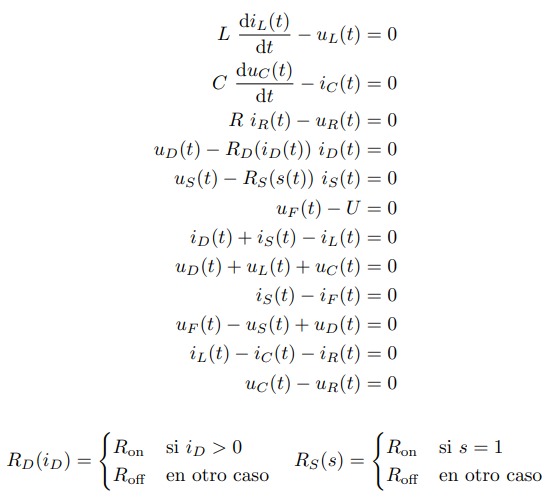 L di_L(t)/dt − u_L(t) = 0
C du_C(t)/dt − i_C(t) = 0
R i_R(t) − u_R(t) = 0
u_D(t) − R_D(i_D(t)) i_D(t) = 0
u_S(t) − R_S(s(t)) i_S(t) = 0
u_F(t) − U = 0
i_D(t) + i_S(t) − i_L(t) = 0
u_D(t) + u_L(t) + u_C(t) = 0
i_S(t) − i_F(t) = 0
u_F(t) − u_S(t) + u_D(t) = 0
i_L(t) − i_C(t) − i_R(t) = 0
u_C(t) − u_R(t) = 0
R_D(i_D) = { R_on si i_D > 0
R_off en otro caso
R_S(s) = { R_on si s = 1
R_off en otro caso